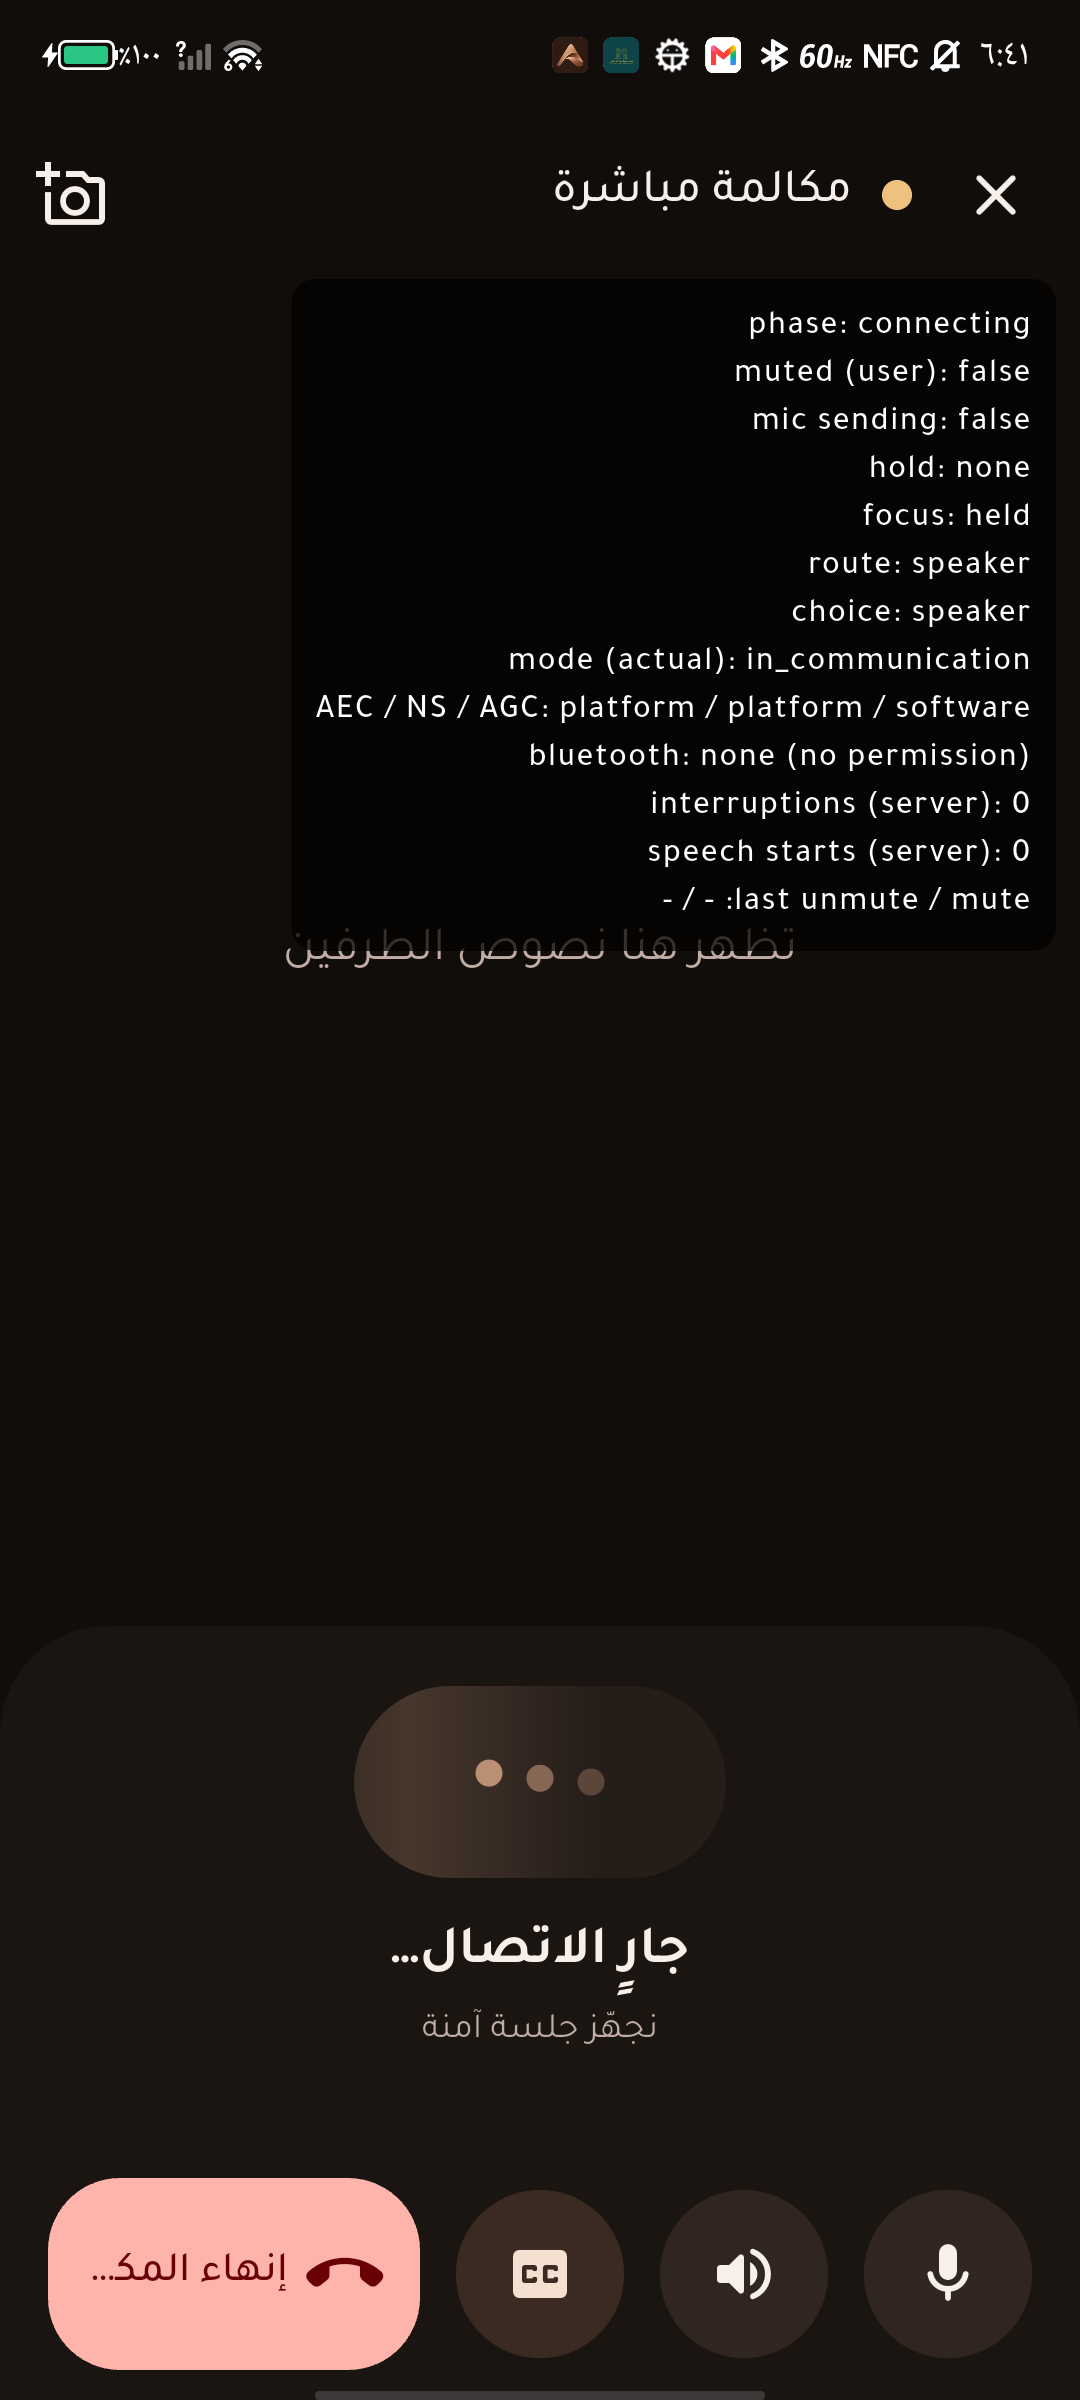 ٦:٤١ NFC 60Hz ١٠٠٪
مكالمة مباشرة
phase: connecting
muted (user): false
mic sending: false
hold: none
focus: held
route: speaker
choice: speaker
mode (actual): in_communication
AEC / NS / AGC: platform / platform / software
bluetooth: none (no permission)
interruptions (server): 0
speech starts (server): 0
last unmute / mute: - / -
تظهر هنا نصوص الطرفين
جارٍ الاتصال...
نجهّز جلسة آمنة
CC
إنهاء المكـ...